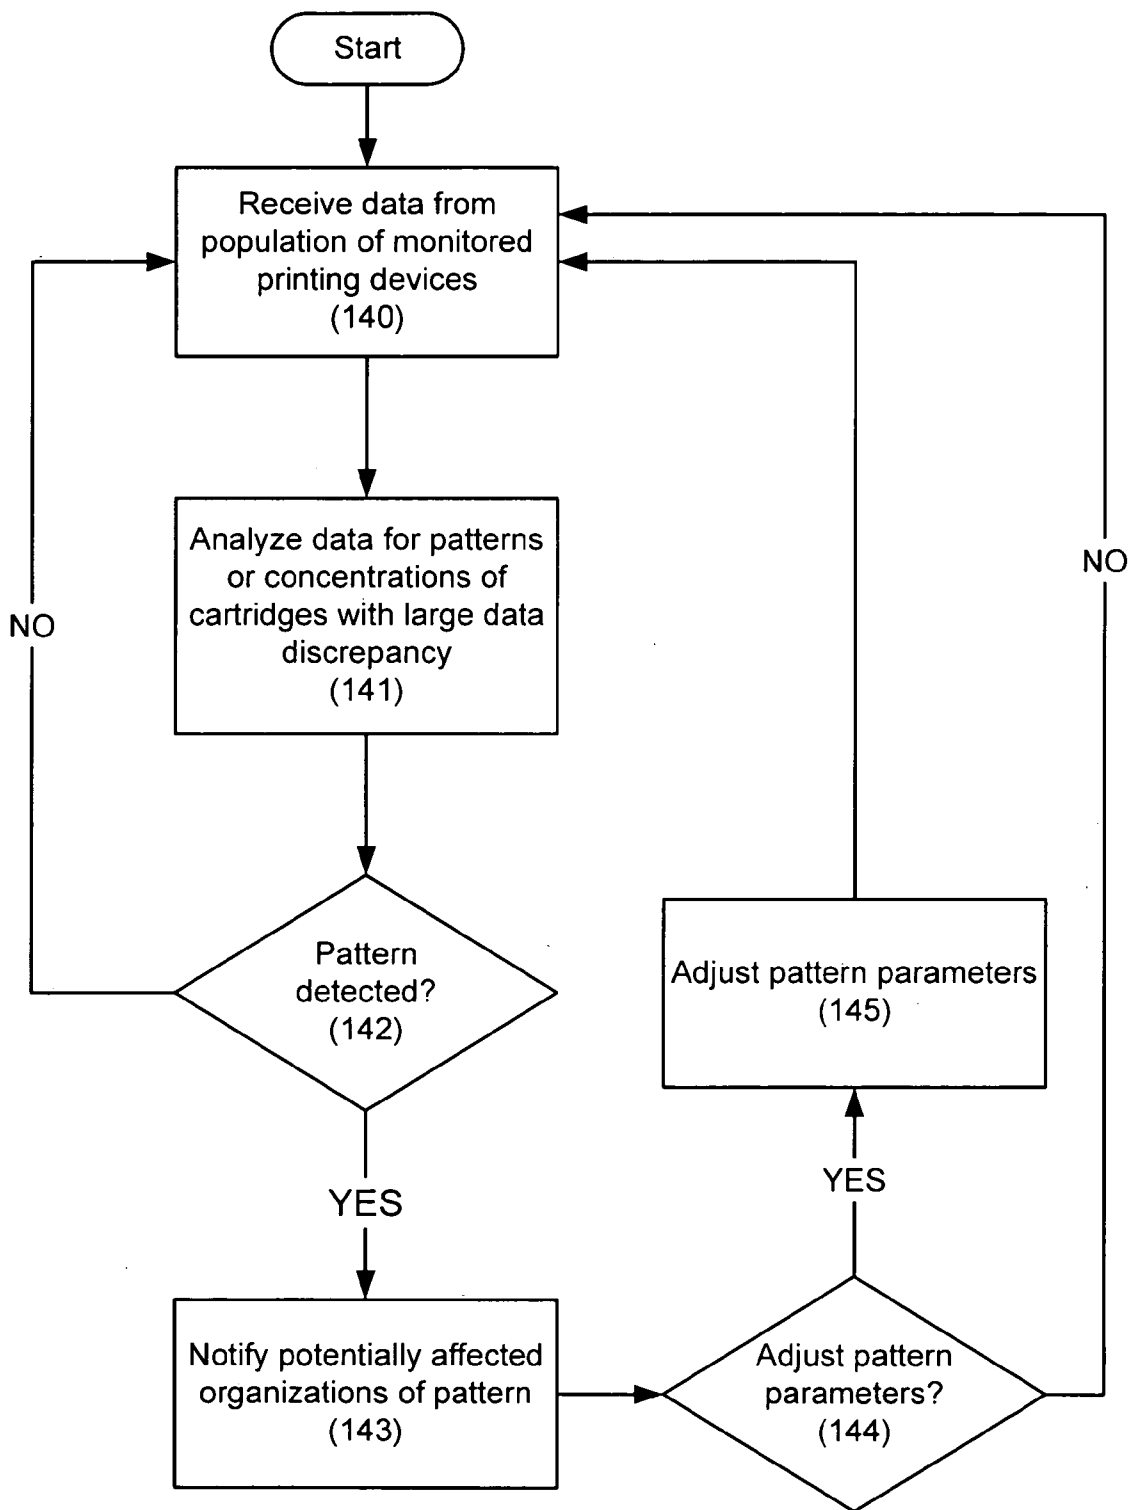 Start
Receive data from
population of monitored
printing devices
(140)
Analyze data for patterns
or concentrations of
cartridges with large data
discrepancy
(141)
NO
NO
Pattern
detected?
(142)
Adjust pattern parameters
(145)
YES
YES
Notify potentially affected
organizations of pattern
(143)
Adjust pattern
parameters?
(144)